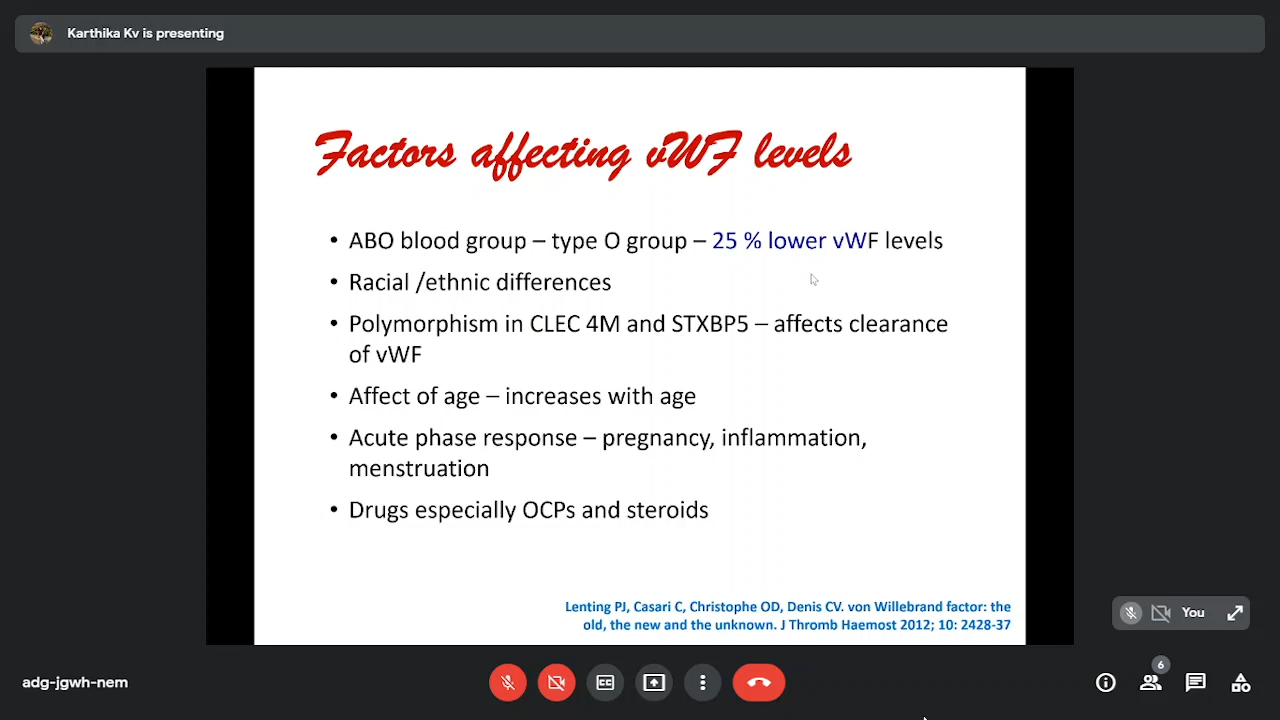 Karthika Kv is presenting
Factors affecting vWF levels
• ABO blood group – type O group – 25 % lower vWF levels
• Racial /ethnic differences
• Polymorphism in CLEC 4M and STXBP5 – affects clearance
of vWF
• Affect of age – increases with age
• Acute phase response – pregnancy, inflammation,
menstruation
• Drugs especially OCPs and steroids
Lenting PJ, Casari C, Christophe OD, Denis CV. von Willebrand factor: the
old, the new and the unknown. J Thromb Haemost 2012; 10: 2428-37
You
adg-jgwh-nem
CC
6